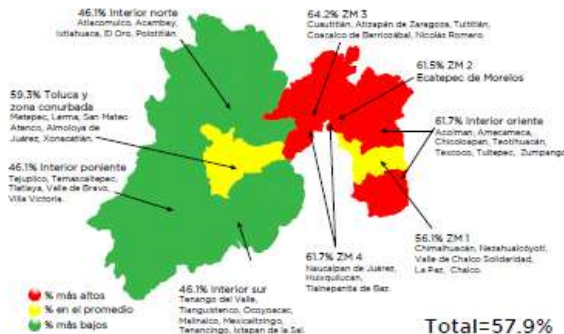 46.1% Interior norte
Atlacomulco, Acambay,
Ixtlahuaca, El Oro, Polotitlán.
64.2% ZM 3
Cuautitlán, Atizapán de Zaragoza, Tultitlán,
Coacalco de Berriozábal, Nicolás Romero.
61.5% ZM 2
Ecatepec de Morelos
59.3% Toluca y
zona conurbada
Metepec, Lerma, San Mateo
Atenco, Almoloya de
Juárez, Xonacatlán.
61.7% Interior oriente
Acolman, Amecameca,
Chicoloapan, Teotihuacán,
Texcoco, Tultepec, Zumpango
46.1% Interior poniente
Tejupilco, Temascaltepec,
Tlatlaya, Valle de Bravo,
Villa Victoria.
56.1% ZM 1
Chimalhuacán, Nezahualcóyotl,
Valle de Chalco Solidaridad,
La Paz, Chalco.
61.7% ZM 4
Naucalpan de Juárez,
Huixquilucan,
Tlalnepantla de Baz.
46.1% Interior sur
Tenango del Valle,
Tianguistenco, Ocoyoacac,
Malinalco, Mexicaltzingo,
Tenancingo, Ixtapan de la Sal.
% más altos
% en el promedio
% más bajos
Total=57.9%